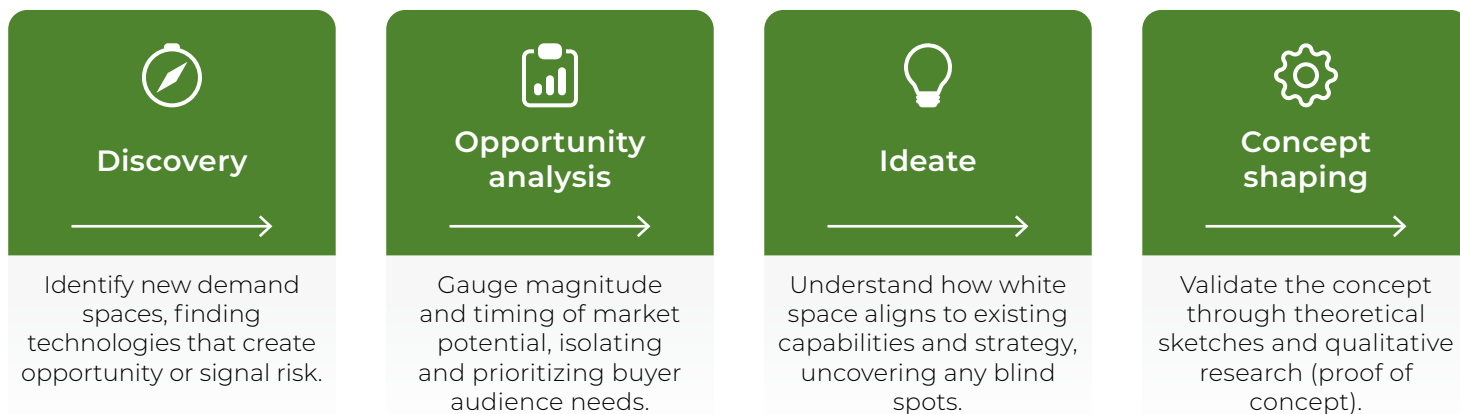 Discovery
Identify new demand
spaces, finding
technologies that create
opportunity or signal risk.
Opportunity
analysis
Gauge magnitude
and timing of market
potential, isolating
and prioritizing buyer
audience needs.
Ideate
Understand how white
space aligns to existing
capabilities and strategy,
uncovering any blind
spots.
Concept
shaping
Validate the concept
through theoretical
sketches and qualitative
research (proof of
concept).